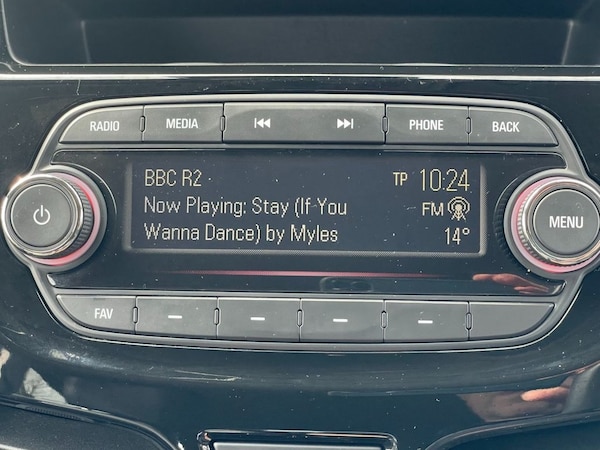 RADIO MEDIA PHONE BACK
BBC R2 TP 10:24
Now Playing: Stay (If You FM
Wanna Dance) by Myles 14°
MENU
FAV